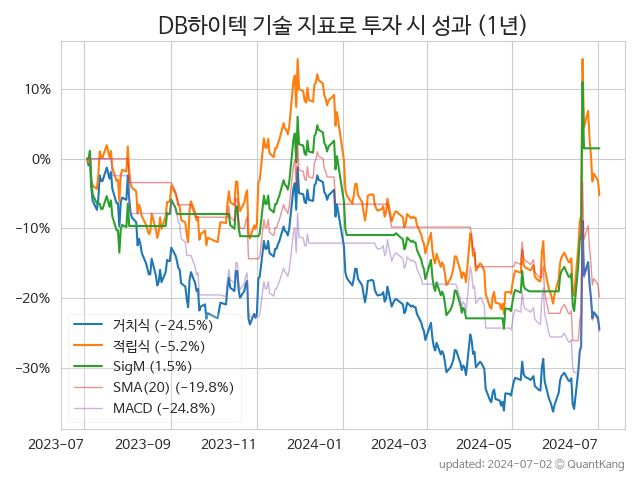 DB하이텍 기술 지표로 투자 시 성과 (1년)
10%
0%
−10%
−20%
−30%
거치식 (−24.5%)
적립식 (−5.2%)
SigM (1.5%)
SMA(20) (−19.8%)
MACD (−24.8%)
2023-07
2023-09
2023-11
2024-01
2024-03
2024-05
2024-07
updated: 2024-07-02 © QuantKang